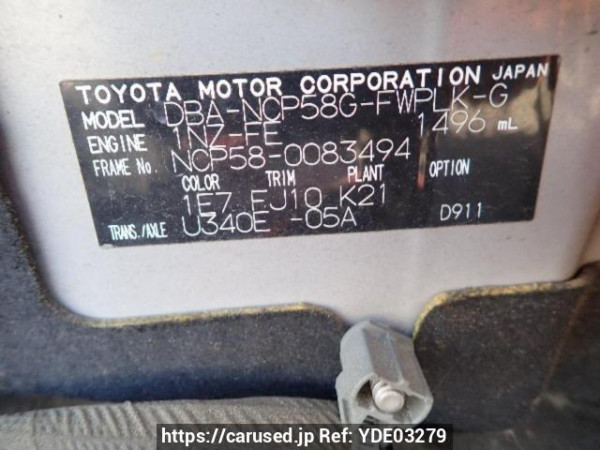 TOYOTA MOTOR CORPORATION JAPAN
MODEL DBA-NCP58G-FWPLK-G
ENGINE 1NZ-FE 1496 mL
FRAME No. NCP58-0083494
COLOR TRIM PLANT OPTION
1E7 FJ10 K21
TRANS./AXLE U340E -05A D911
https://carused.jp Ref: YDE03279